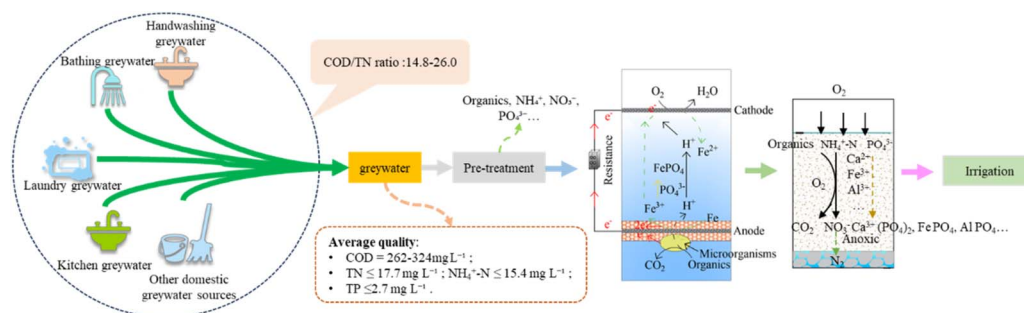 Handwashing
greywater
Bathing greywater
Laundry greywater
Kitchen greywater
Other domestic
greywater sources
COD/TN ratio :14.8-26.0
greywater
Average quality:
• COD = 262-324mg L⁻¹ ;
• TN ≤ 17.7 mg L⁻¹ ; NH₄⁺-N ≤ 15.4 mg L⁻¹ ;
• TP ≤2.7 mg L⁻¹ .
Organics, NH₄⁺, NO₃⁻,
PO₄³⁻…
Pre-treatment
e⁻
Resistance
e⁻
O₂
H₂O
e⁻
Cathode
H⁺
Fe²⁺
FePO₄
PO₄³⁻
Fe³⁺
H⁺
Fe
Anode
Microorganisms
CO₂
Organics
O₂
Organics NH₄⁺-N PO₄³⁻
Ca²⁻
Fe³⁻
Al³⁺
…
O₂
CO₂ NO₃⁻ Ca³⁻(PO₄)₂, FePO₄, AlPO₄…
Anoxic
N₂
Irrigation